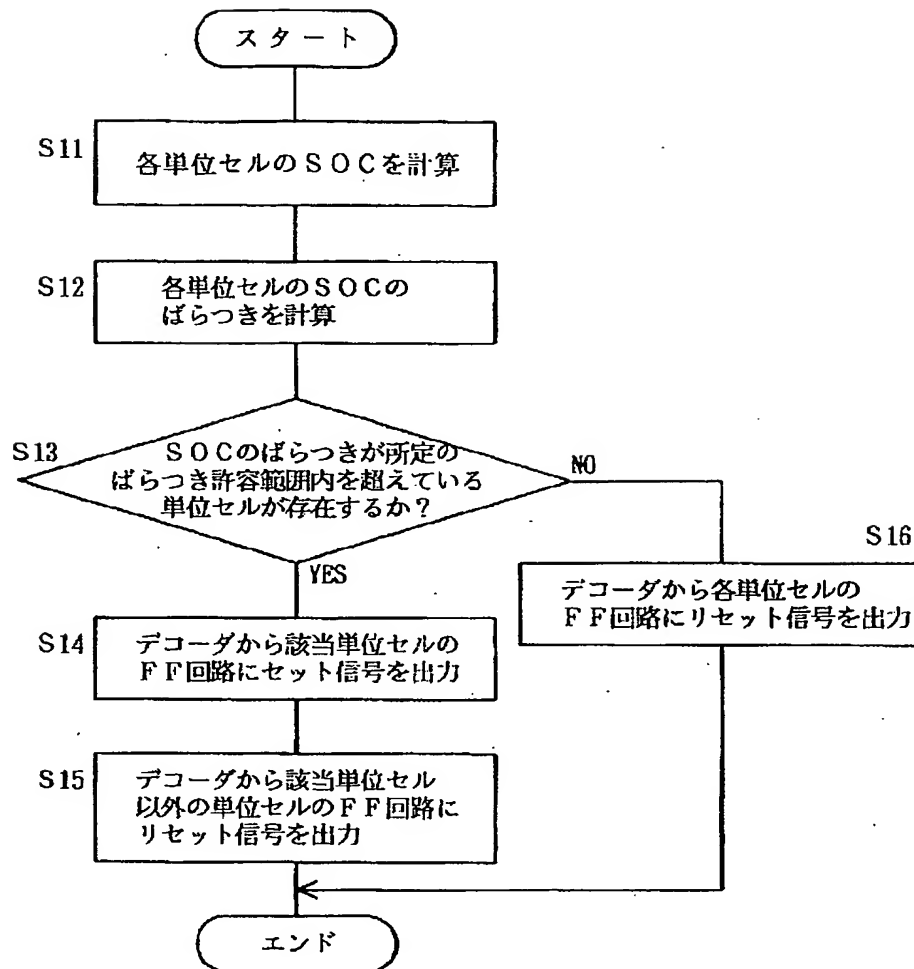 スタート
S11
各単位セルのSOCを計算
S12
各単位セルのSOCの
ばらつきを計算
S13
SOCのばらつきが所定の
ばらつき許容範囲内を超えている
単位セルが存在するか？
NO
YES
S16
デコーダから各単位セルの
FF回路にリセット信号を出力
S14
デコーダから該当単位セルの
FF回路にセット信号を出力
S15
デコーダから該当単位セル
以外の単位セルのFF回路に
リセット信号を出力
エンド